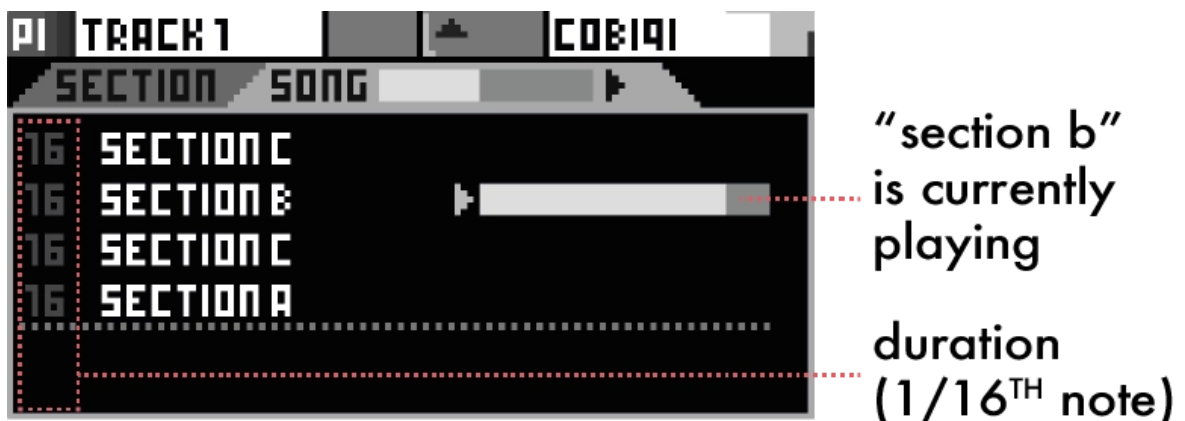 P1 TRACK 1 COB191
SECTION SONG
16 SECTION C
16 SECTION B
16 SECTION C
16 SECTION A
“section b”
is currently
playing
duration
(1/16TH note)